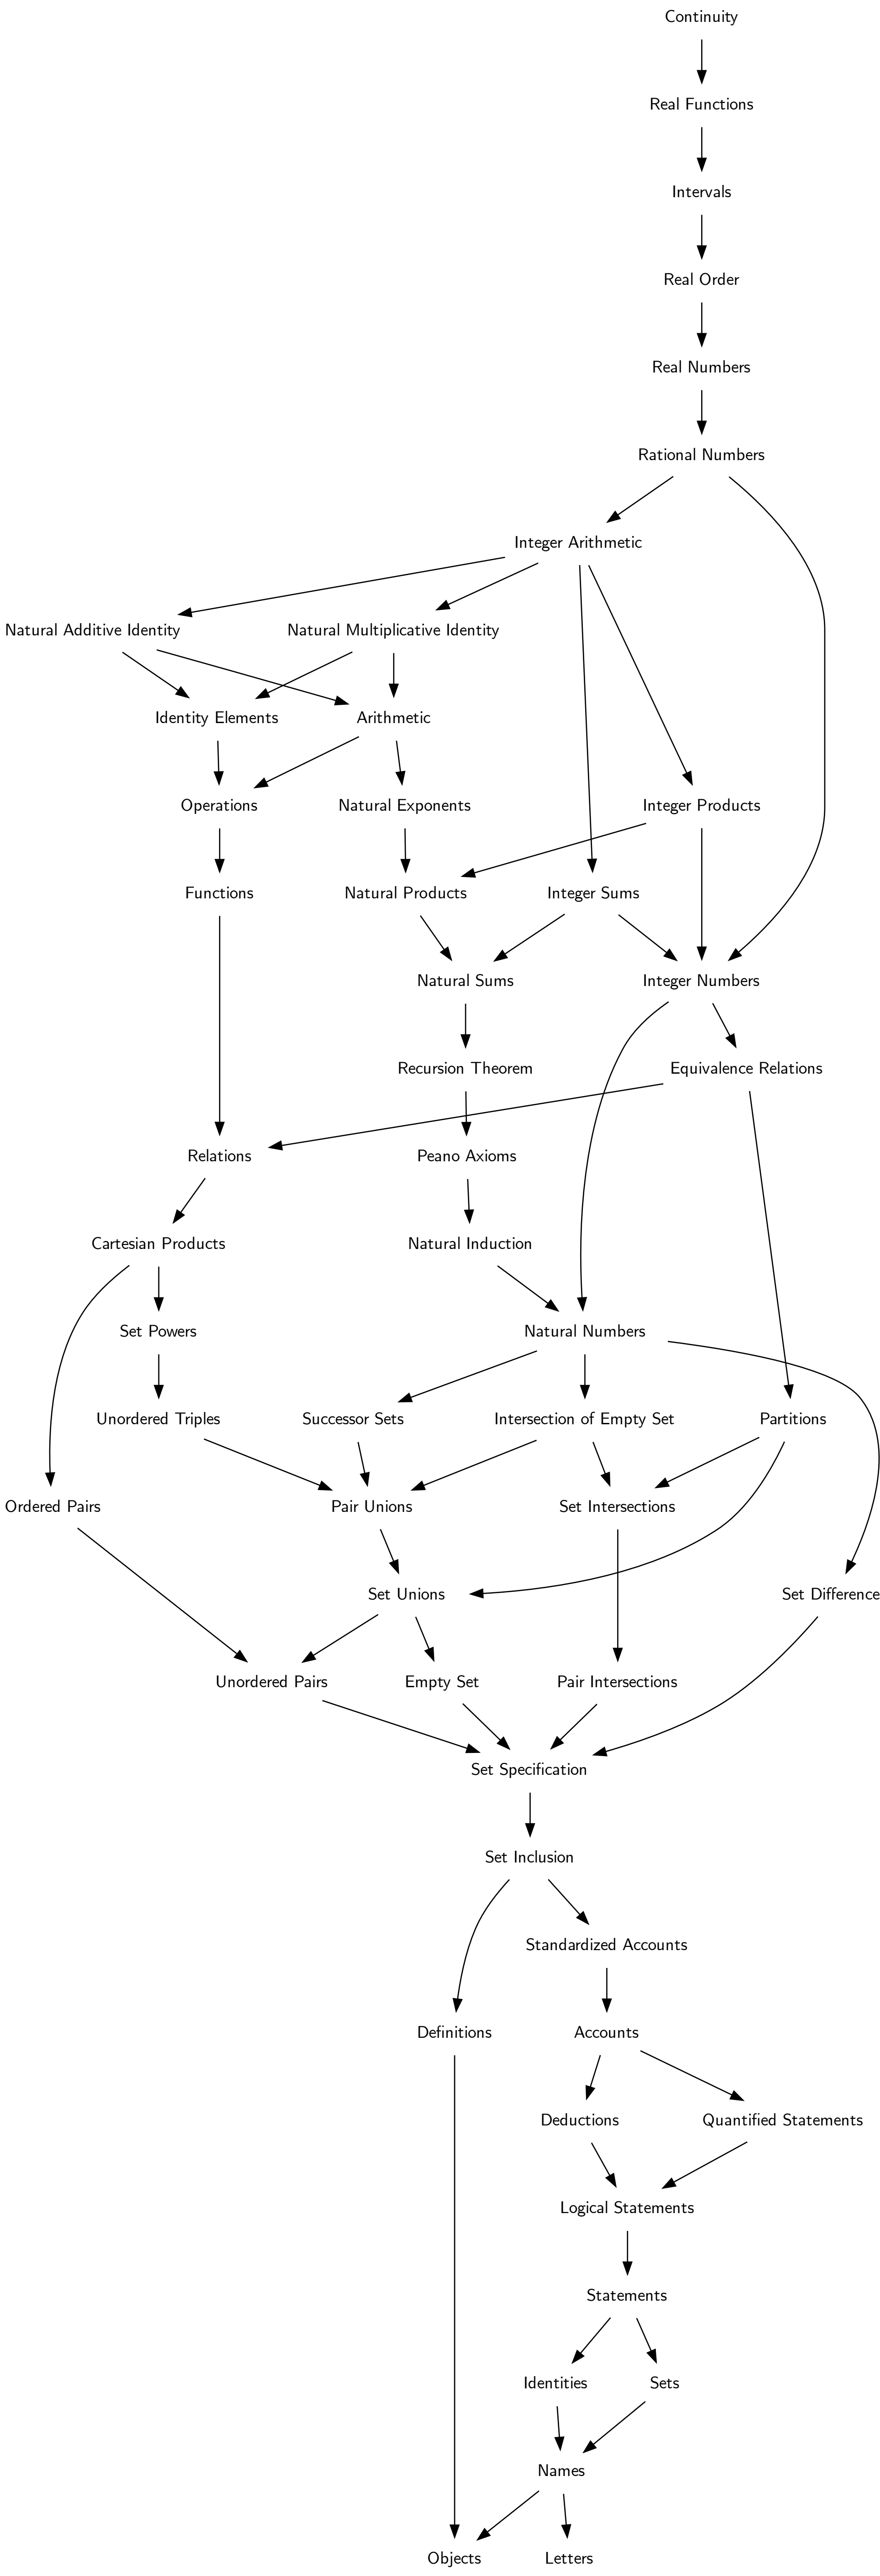 Continuity
Real Functions
Intervals
Real Order
Real Numbers
Rational Numbers
Integer Arithmetic
Natural Additive Identity
Natural Multiplicative Identity
Identity Elements
Arithmetic
Operations
Natural Exponents
Integer Products
Functions
Natural Products
Integer Sums
Natural Sums
Integer Numbers
Recursion Theorem
Equivalence Relations
Relations
Peano Axioms
Cartesian Products
Natural Induction
Set Powers
Natural Numbers
Unordered Triples
Successor Sets
Intersection of Empty Set
Partitions
Ordered Pairs
Pair Unions
Set Intersections
Set Unions
Set Difference
Unordered Pairs
Empty Set
Pair Intersections
Set Specification
Set Inclusion
Standardized Accounts
Definitions
Accounts
Deductions
Quantified Statements
Logical Statements
Statements
Identities
Sets
Names
Objects
Letters